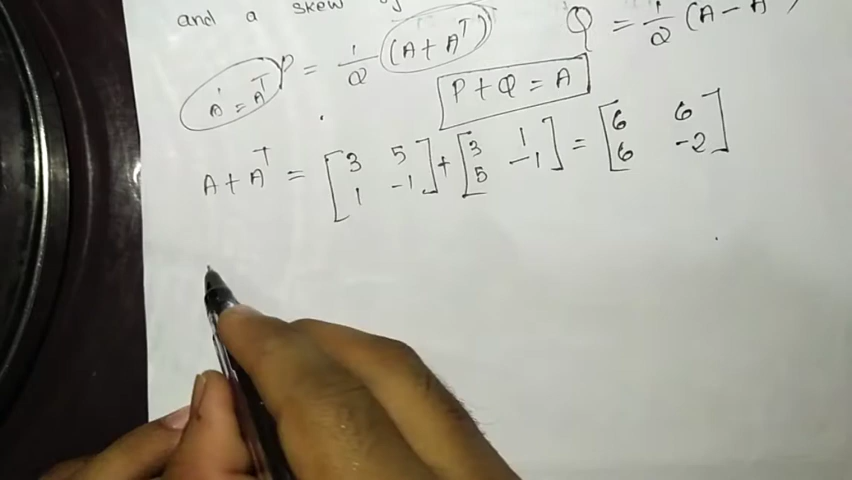 and a skew
P = 1/2 (A + A^T) Q = 1/2 (A - A
A' = A^T
P + Q = A
A + A^T = [3 5; 1 -1] + [3 1; 5 -1] = [6 6; 6 -2]